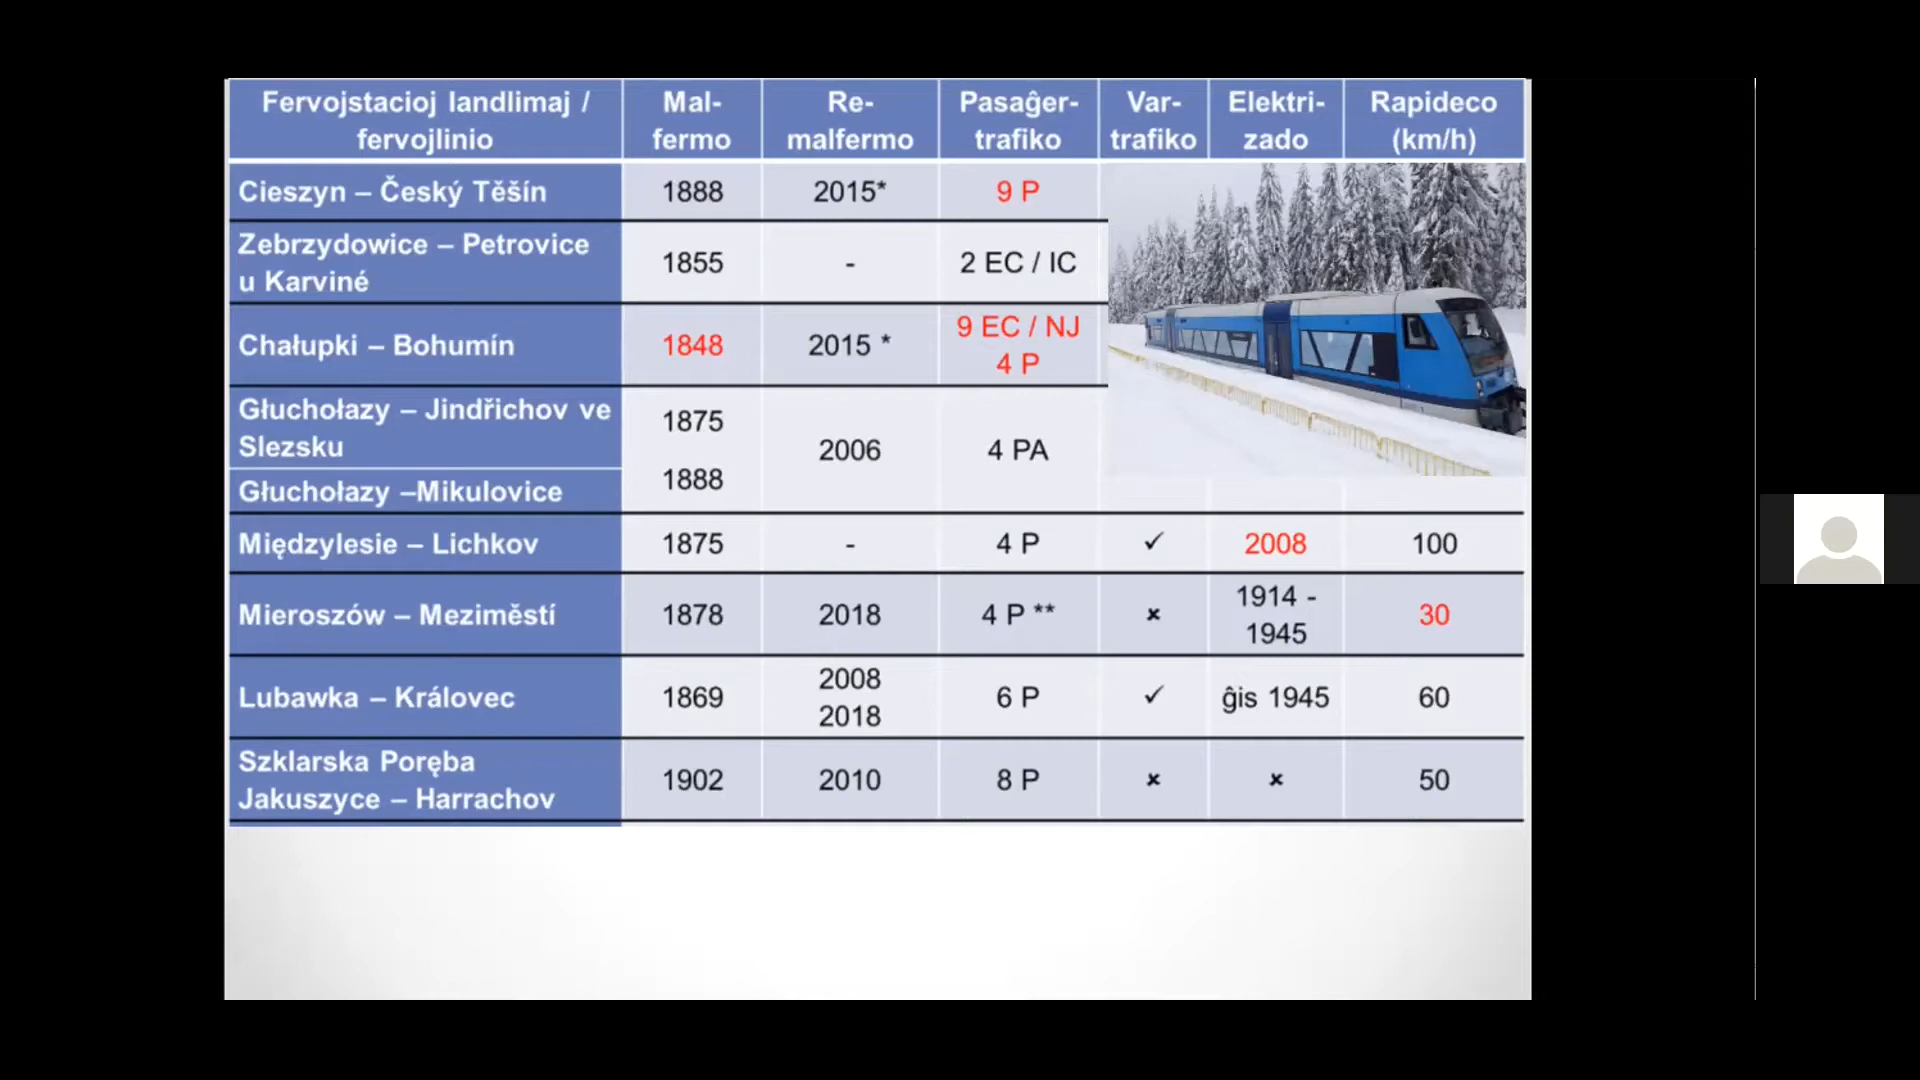 Fervojstacioj landlimaj /
fervojlinio
Mal-
fermo
Re-
malfermo
Pasaĝer-
trafiko
Var-
trafiko
Elektri-
zado
Rapideco
(km/h)
Cieszyn – Český Těšín
1888
2015*
9 P
Zebrzydowice – Petrovice
u Karviné
1855
-
2 EC / IC
Chałupki – Bohumín
1848
2015 *
9 EC / NJ
4 P
Głuchołazy – Jindřichov ve
Slezsku
1875
2006
4 PA
Głuchołazy –Mikulovice
1888
Międzylesie – Lichkov
1875
-
4 P
✓
2008
100
Mieroszów – Meziměstí
1878
2018
4 P **
×
1914 -
1945
30
Lubawka – Královec
1869
2008
2018
6 P
✓
ĝis 1945
60
Szklarska Poręba
Jakuszyce – Harrachov
1902
2010
8 P
×
×
50